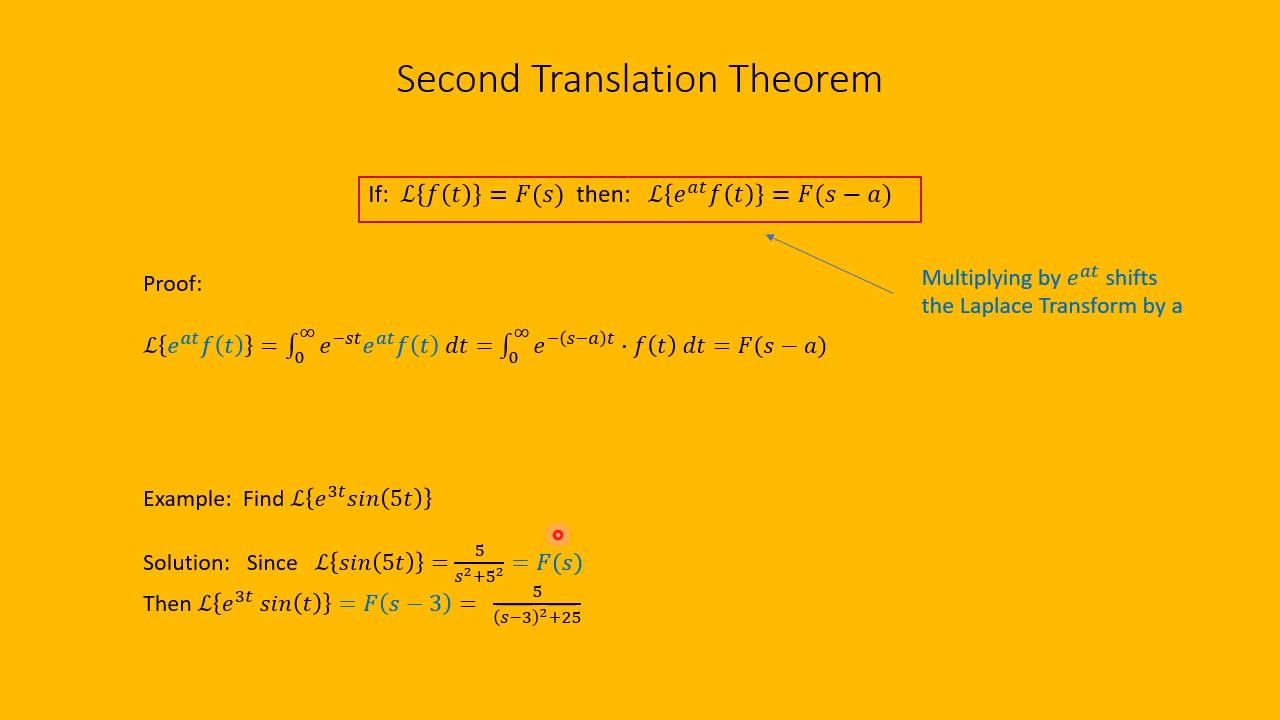 Second Translation Theorem
If: ℒ{f(t)} = F(s) then: ℒ{e^{at}f(t)} = F(s − a)
Proof:
Multiplying by e^{at} shifts
the Laplace Transform by a
ℒ{e^{at}f(t)} = ∫_0^∞ e^{−st}e^{at}f(t) dt = ∫_0^∞ e^{−(s−a)t} · f(t) dt = F(s − a)
Example: Find ℒ{e^{3t}sin(5t)}
Solution: Since ℒ{sin(5t)} = 5/(s^2+5^2) = F(s)
Then ℒ{e^{3t} sin(t)} = F(s − 3) = 5/((s−3)^2+25)